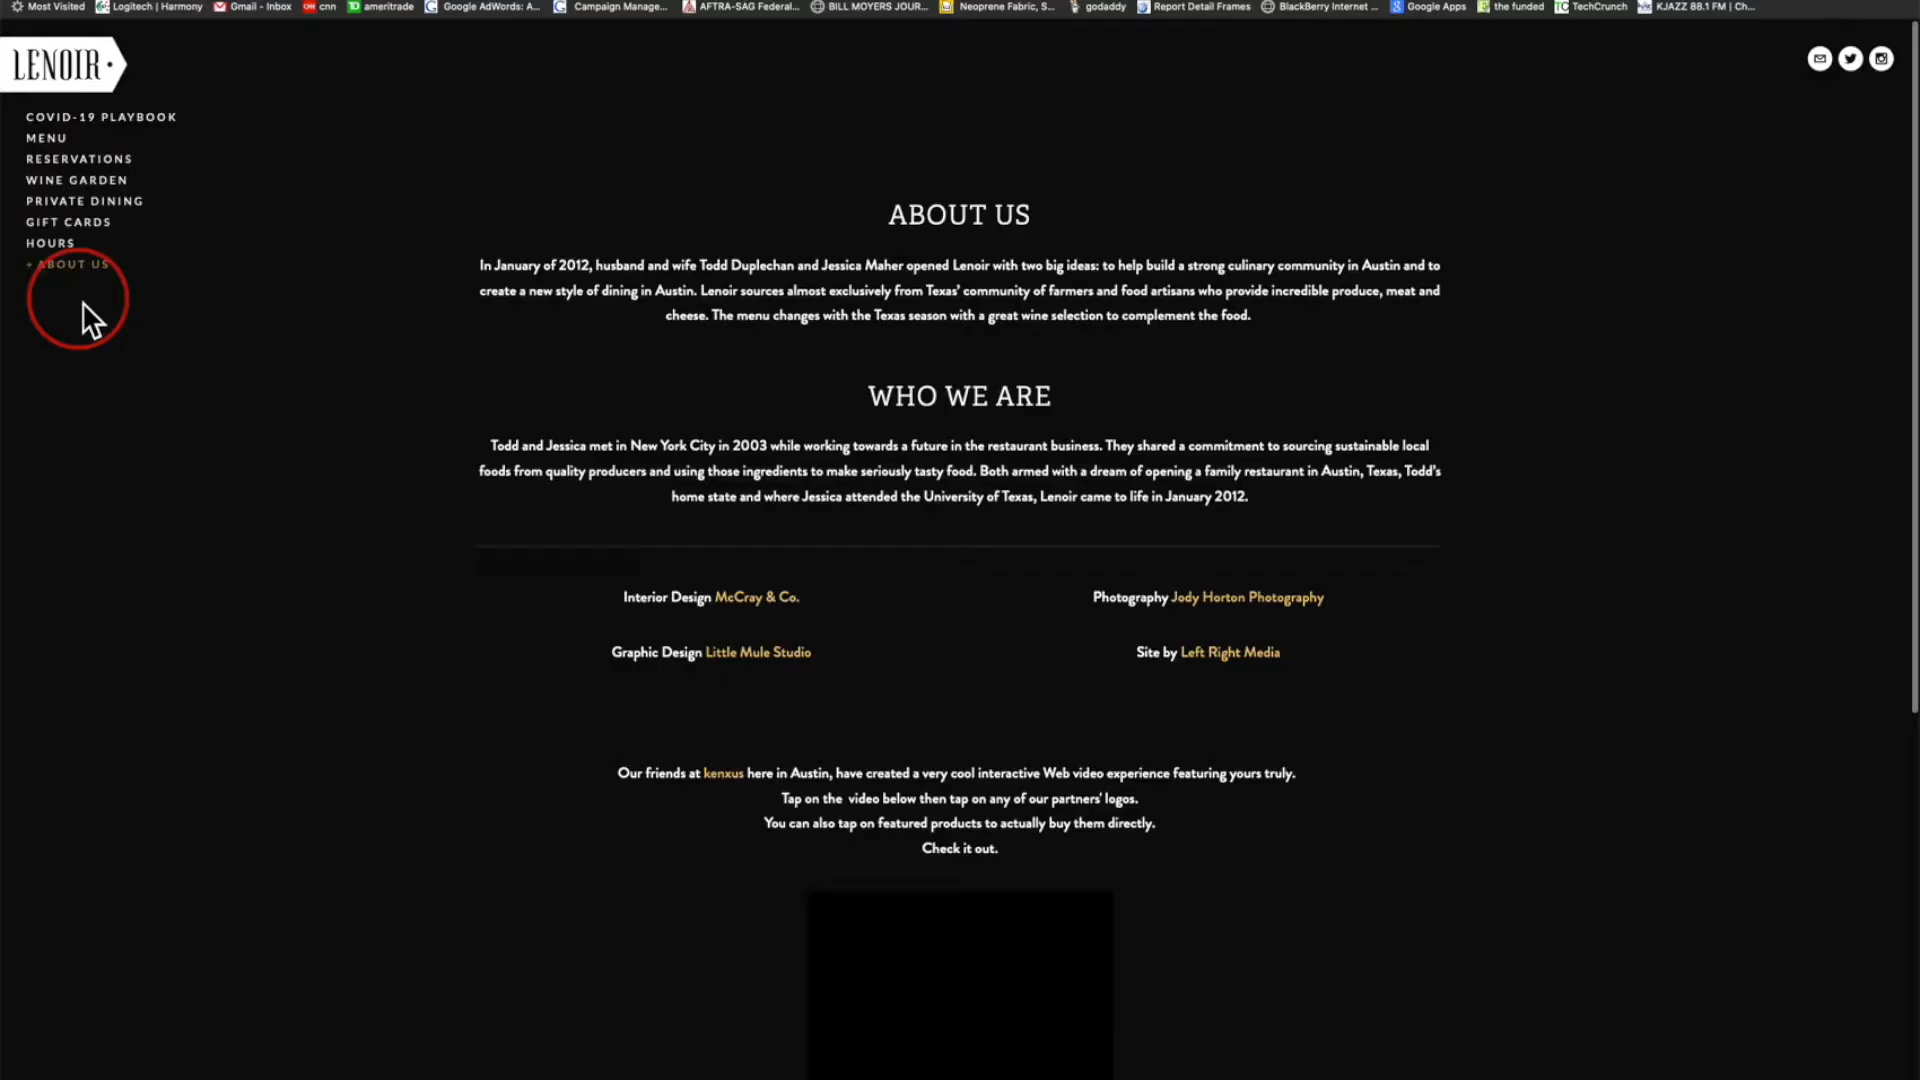 Most Visited Logitech | Harmony Gmail - Inbox cnn ameritrade Google AdWords: A... Campaign Manage... AFTRA-SAG Federal... BILL MOYERS JOUR... Neoprene Fabric, S... godaddy Report Detail Frames BlackBerry Internet ... Google Apps the funded TechCrunch KJAZZ 88.1 FM | Ch...
LENOIR
COVID-19 PLAYBOOK
MENU
RESERVATIONS
WINE GARDEN
PRIVATE DINING
GIFT CARDS
HOURS
+ ABOUT US
ABOUT US
In January of 2012, husband and wife Todd Duplechan and Jessica Maher opened Lenoir with two big ideas: to help build a strong culinary community in Austin and to
create a new style of dining in Austin. Lenoir sources almost exclusively from Texas' community of farmers and food artisans who provide incredible produce, meat and
cheese. The menu changes with the Texas season with a great wine selection to complement the food.
WHO WE ARE
Todd and Jessica met in New York City in 2003 while working towards a future in the restaurant business. They shared a commitment to sourcing sustainable local
foods from quality producers and using those ingredients to make seriously tasty food. Both armed with a dream of opening a family restaurant in Austin, Texas, Todd's
home state and where Jessica attended the University of Texas, Lenoir came to life in January 2012.
Interior Design McCray & Co.
Photography Jody Horton Photography
Graphic Design Little Mule Studio
Site by Left Right Media
Our friends at kenxus here in Austin, have created a very cool interactive Web video experience featuring yours truly.
Tap on the video below then tap on any of our partners' logos.
You can also tap on featured products to actually buy them directly.
Check it out.